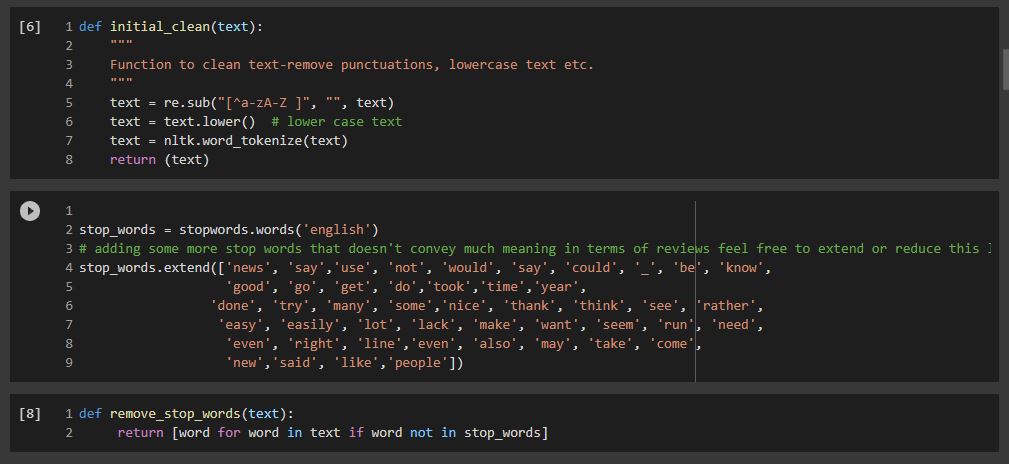 [6] 1 def initial_clean(text):
2 """
3 Function to clean text-remove punctuations, lowercase text etc.
4 """
5 text = re.sub("[^a-zA-Z ]", "", text)
6 text = text.lower()  # lower case text
7 text = nltk.word_tokenize(text)
8 return (text)
1
2 stop_words = stopwords.words('english')
3 # adding some more stop words that doesn't convey much meaning in terms of reviews feel free to extend or reduce this
4 stop_words.extend(['news', 'say','use', 'not', 'would', 'say', 'could', '_', 'be', 'know',
5 'good', 'go', 'get', 'do','took','time','year',
6 'done', 'try', 'many', 'some','nice', 'thank', 'think', 'see', 'rather',
7 'easy', 'easily', 'lot', 'lack', 'make', 'want', 'seem', 'run', 'need',
8 'even', 'right', 'line','even', 'also', 'may', 'take', 'come',
9 'new','said', 'like','people'])
[8] 1 def remove_stop_words(text):
2 return [word for word in text if word not in stop_words]